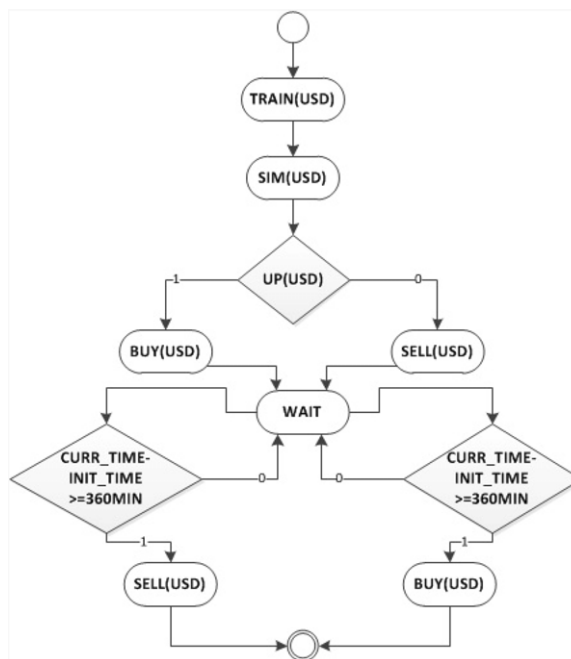 TRAIN(USD)
SIM(USD)
UP(USD)
1
0
BUY(USD)
SELL(USD)
WAIT
CURR_TIME-
INIT_TIME
>=360MIN
0
0
CURR_TIME-
INIT_TIME
>=360MIN
1
1
SELL(USD)
BUY(USD)